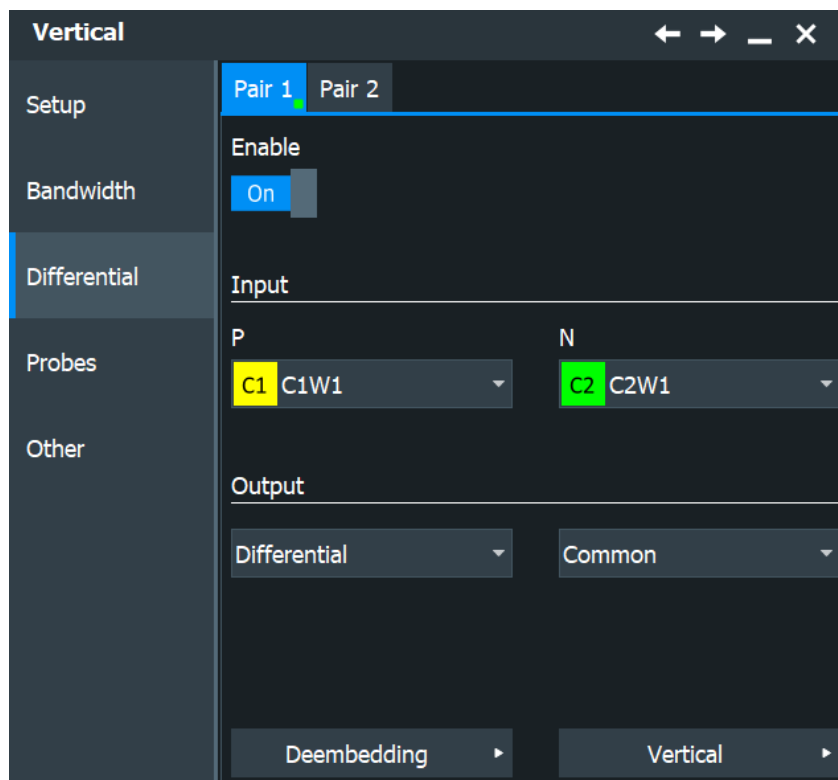 Vertical
Setup
Bandwidth
Differential
Probes
Other
Pair 1 Pair 2
Enable
On
Input
P N
C1 C1W1 C2 C2W1
Output
Differential Common
Deembedding Vertical